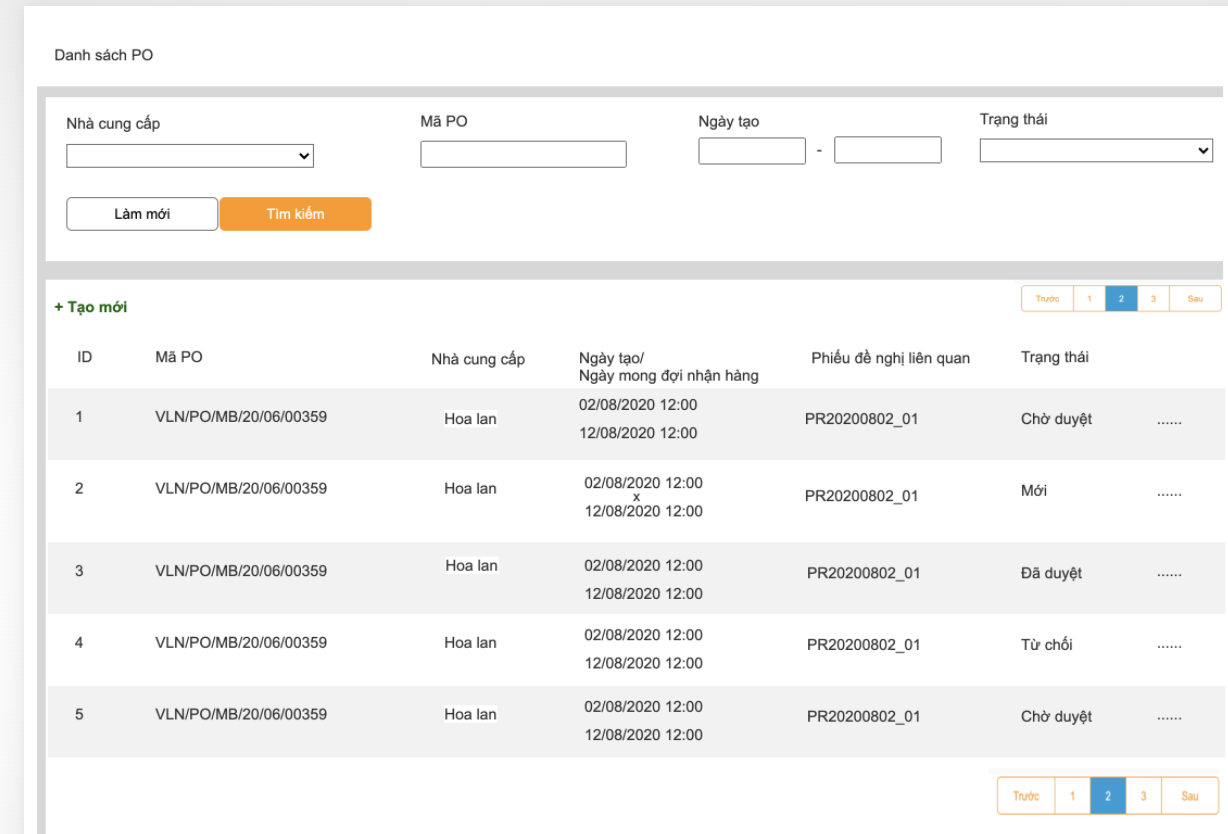 Danh sách PO
Nhà cung cấp Mã PO Ngày tạo Trạng thái
-
Làm mới Tìm kiếm
+ Tạo mới Trước 1 2 3 Sau
ID Mã PO Nhà cung cấp Ngày tạo/ Phiếu đề nghị liên quan Trạng thái
Ngày mong đợi nhận hàng
1 VLN/PO/MB/20/06/00359 Hoa lan 02/08/2020 12:00 PR20200802_01 Chờ duyệt ......
12/08/2020 12:00
2 VLN/PO/MB/20/06/00359 Hoa lan 02/08/2020 12:00 PR20200802_01 Mới ......
x
12/08/2020 12:00
3 VLN/PO/MB/20/06/00359 Hoa lan 02/08/2020 12:00 PR20200802_01 Đã duyệt ......
12/08/2020 12:00
4 VLN/PO/MB/20/06/00359 Hoa lan 02/08/2020 12:00 PR20200802_01 Từ chối ......
12/08/2020 12:00
5 VLN/PO/MB/20/06/00359 Hoa lan 02/08/2020 12:00 PR20200802_01 Chờ duyệt ......
12/08/2020 12:00
Trước 1 2 3 Sau